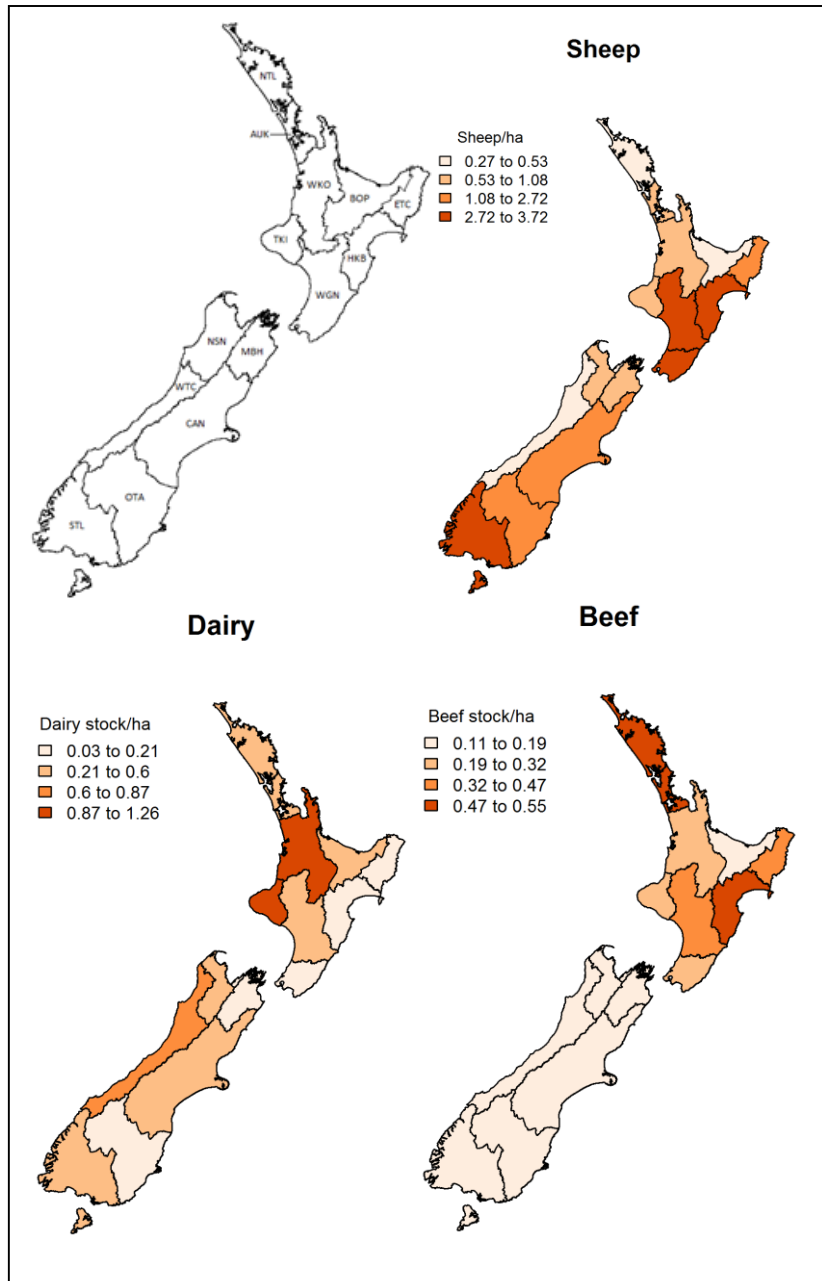 Sheep
NTL
AUK
WKO
BOP
ETC
TKI
HKB
WGN
NSN
MBH
WTC
CAN
OTA
STL
Sheep/ha
0.27 to 0.53
0.53 to 1.08
1.08 to 2.72
2.72 to 3.72
Dairy
Dairy stock/ha
0.03 to 0.21
0.21 to 0.6
0.6 to 0.87
0.87 to 1.26
Beef
Beef stock/ha
0.11 to 0.19
0.19 to 0.32
0.32 to 0.47
0.47 to 0.55